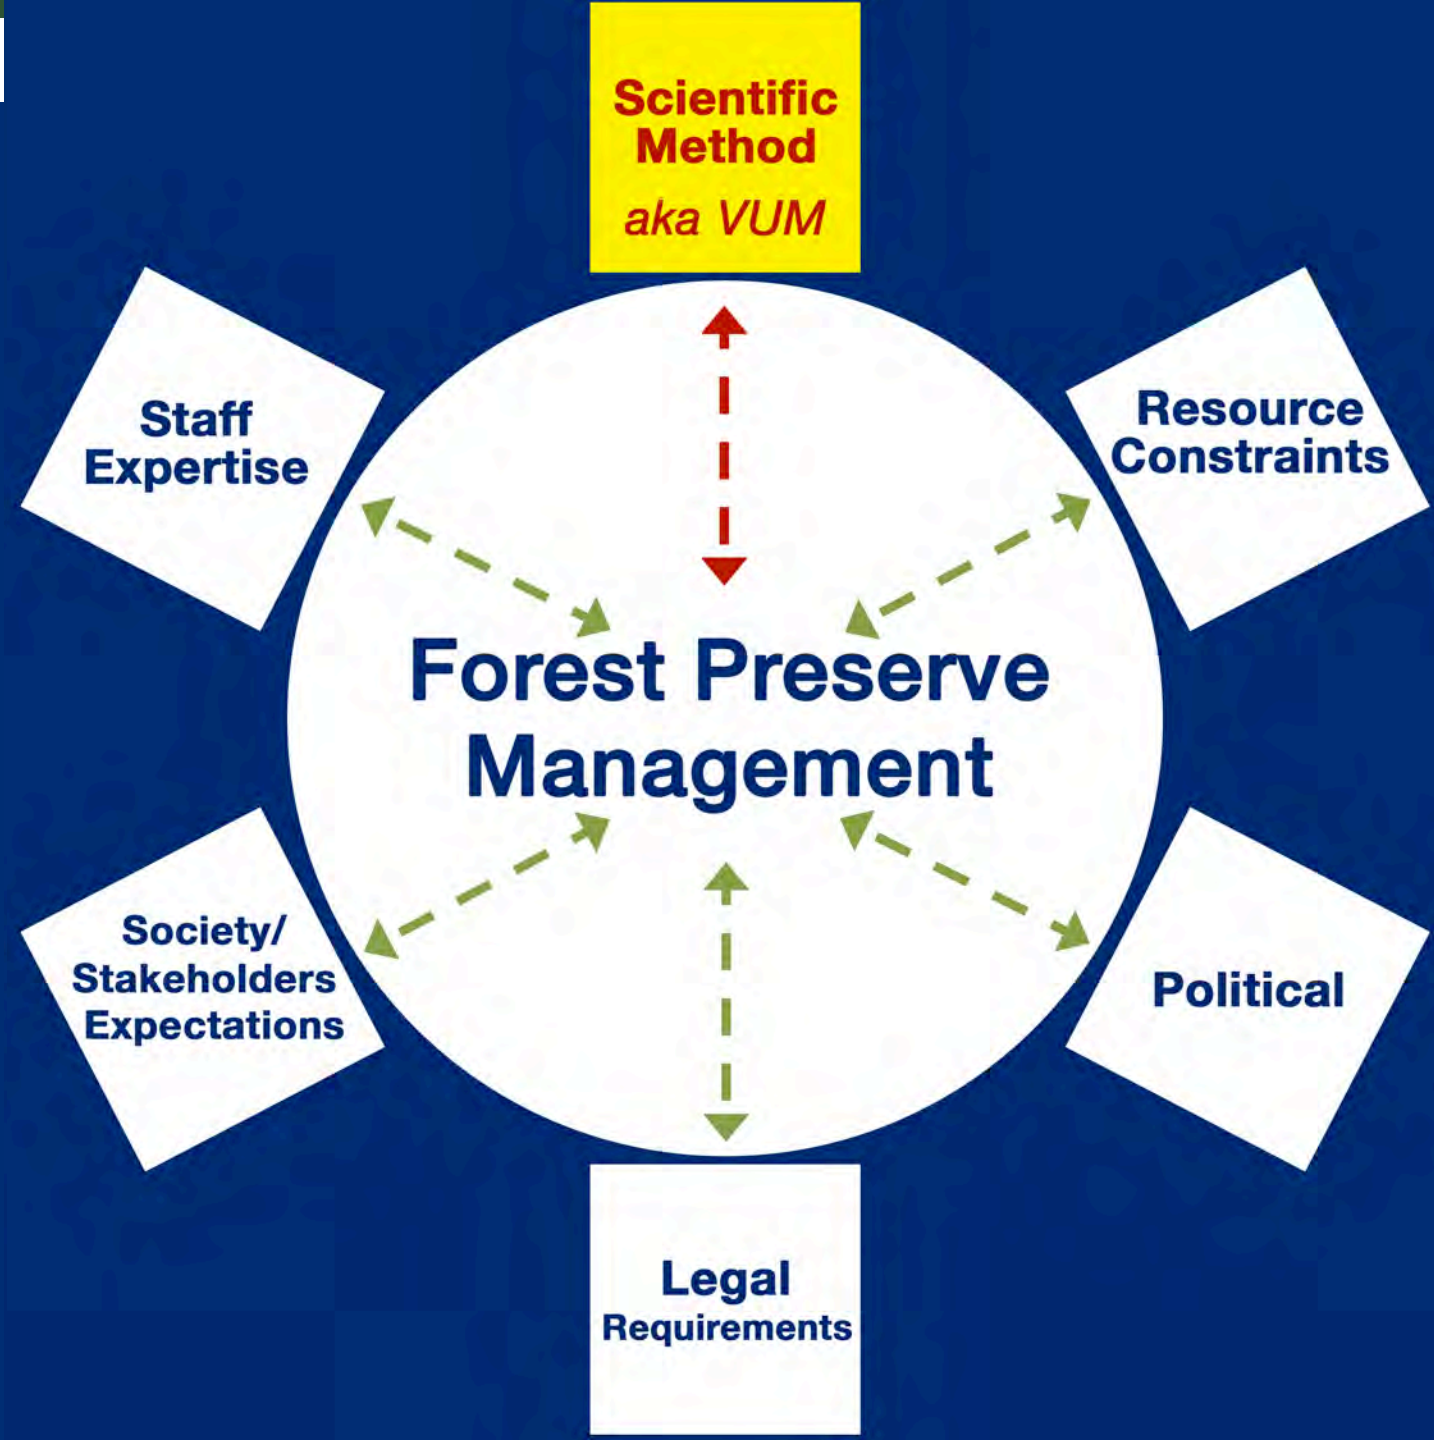 Scientific
Method
aka VUM
Staff
Expertise
Resource
Constraints
Forest Preserve
Management
Society/
Stakeholders
Expectations
Political
Legal
Requirements